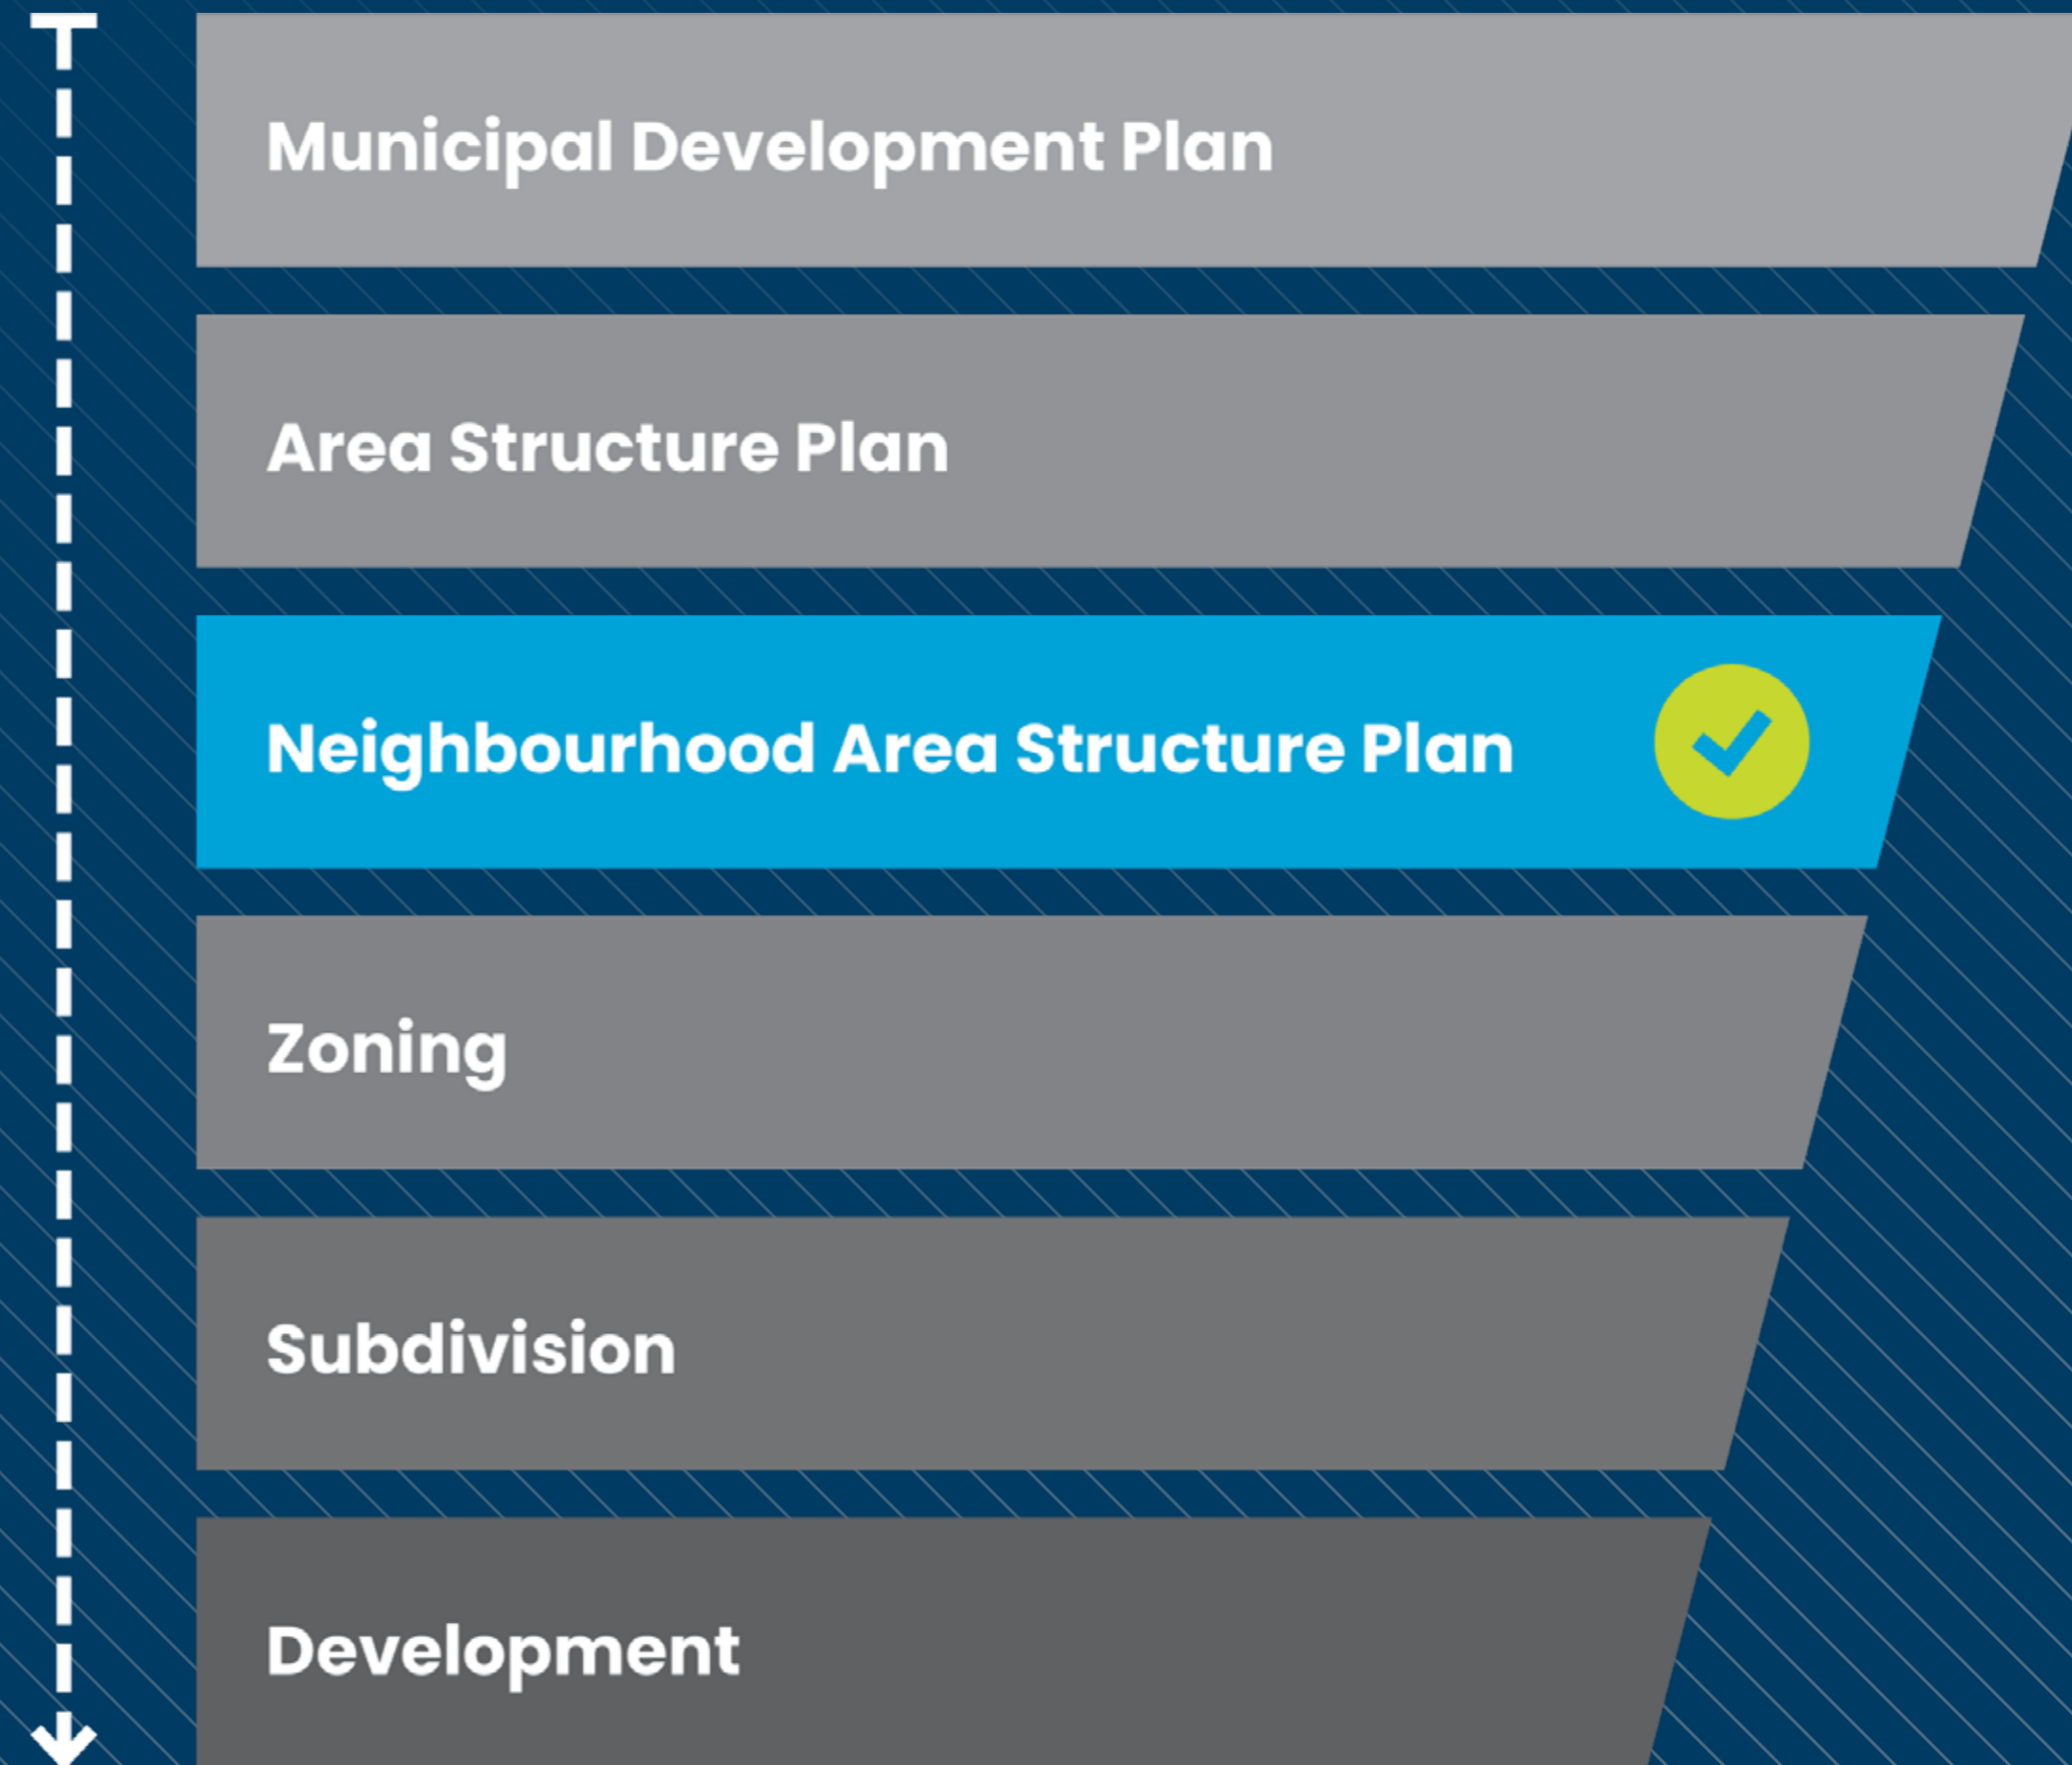 Municipal Development Plan
Area Structure Plan
Neighbourhood Area Structure Plan
Zoning
Subdivision
Development